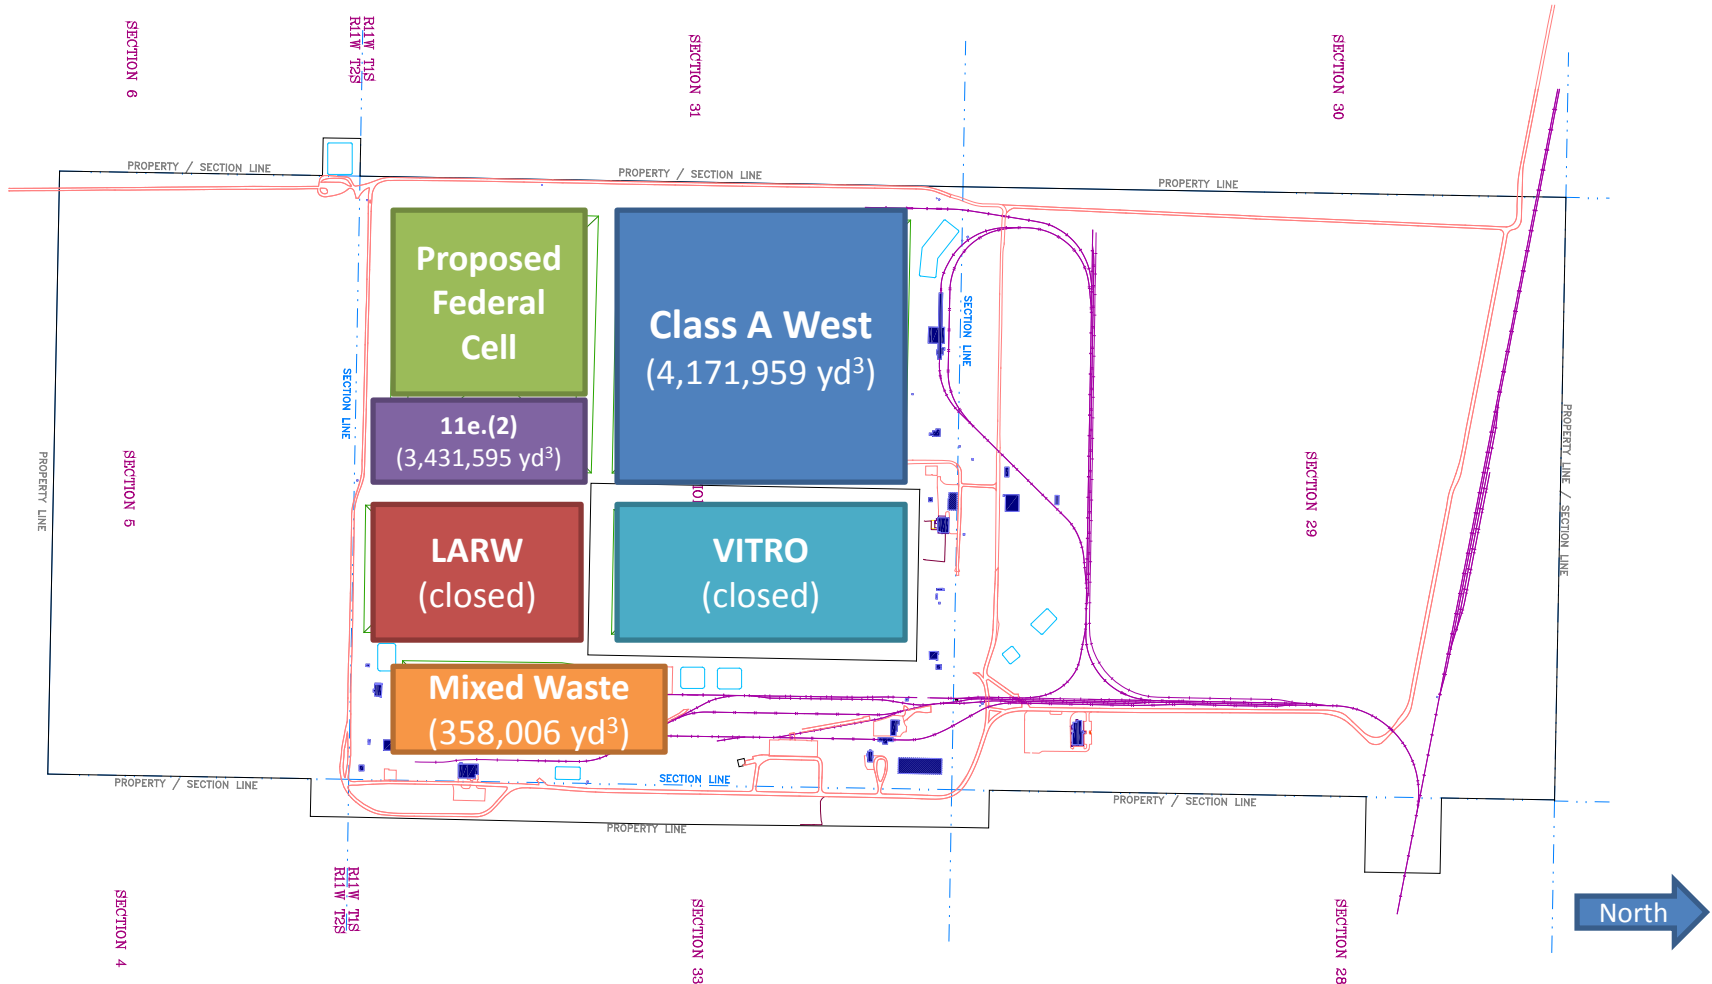 SECTION 6
R11W T1S
R11W T2S
SECTION 31
SECTION 30
PROPERTY / SECTION LINE
PROPERTY / SECTION LINE
PROPERTY LINE
Proposed
Federal
Cell
Class A West
(4,171,959 yd³)
SECTION LINE
SECTION LINE
11e.(2)
(3,431,595 yd³)
PROPERTY LINE
SECTION 5
SECTION 29
PROPERTY LINE / SECTION LINE
LARW
(closed)
VITRO
(closed)
Mixed Waste
(358,006 yd³)
SECTION LINE
PROPERTY / SECTION LINE
PROPERTY LINE
PROPERTY / SECTION LINE
R11W T1S
R11W T2S
SECTION 4
SECTION 33
SECTION 28
North